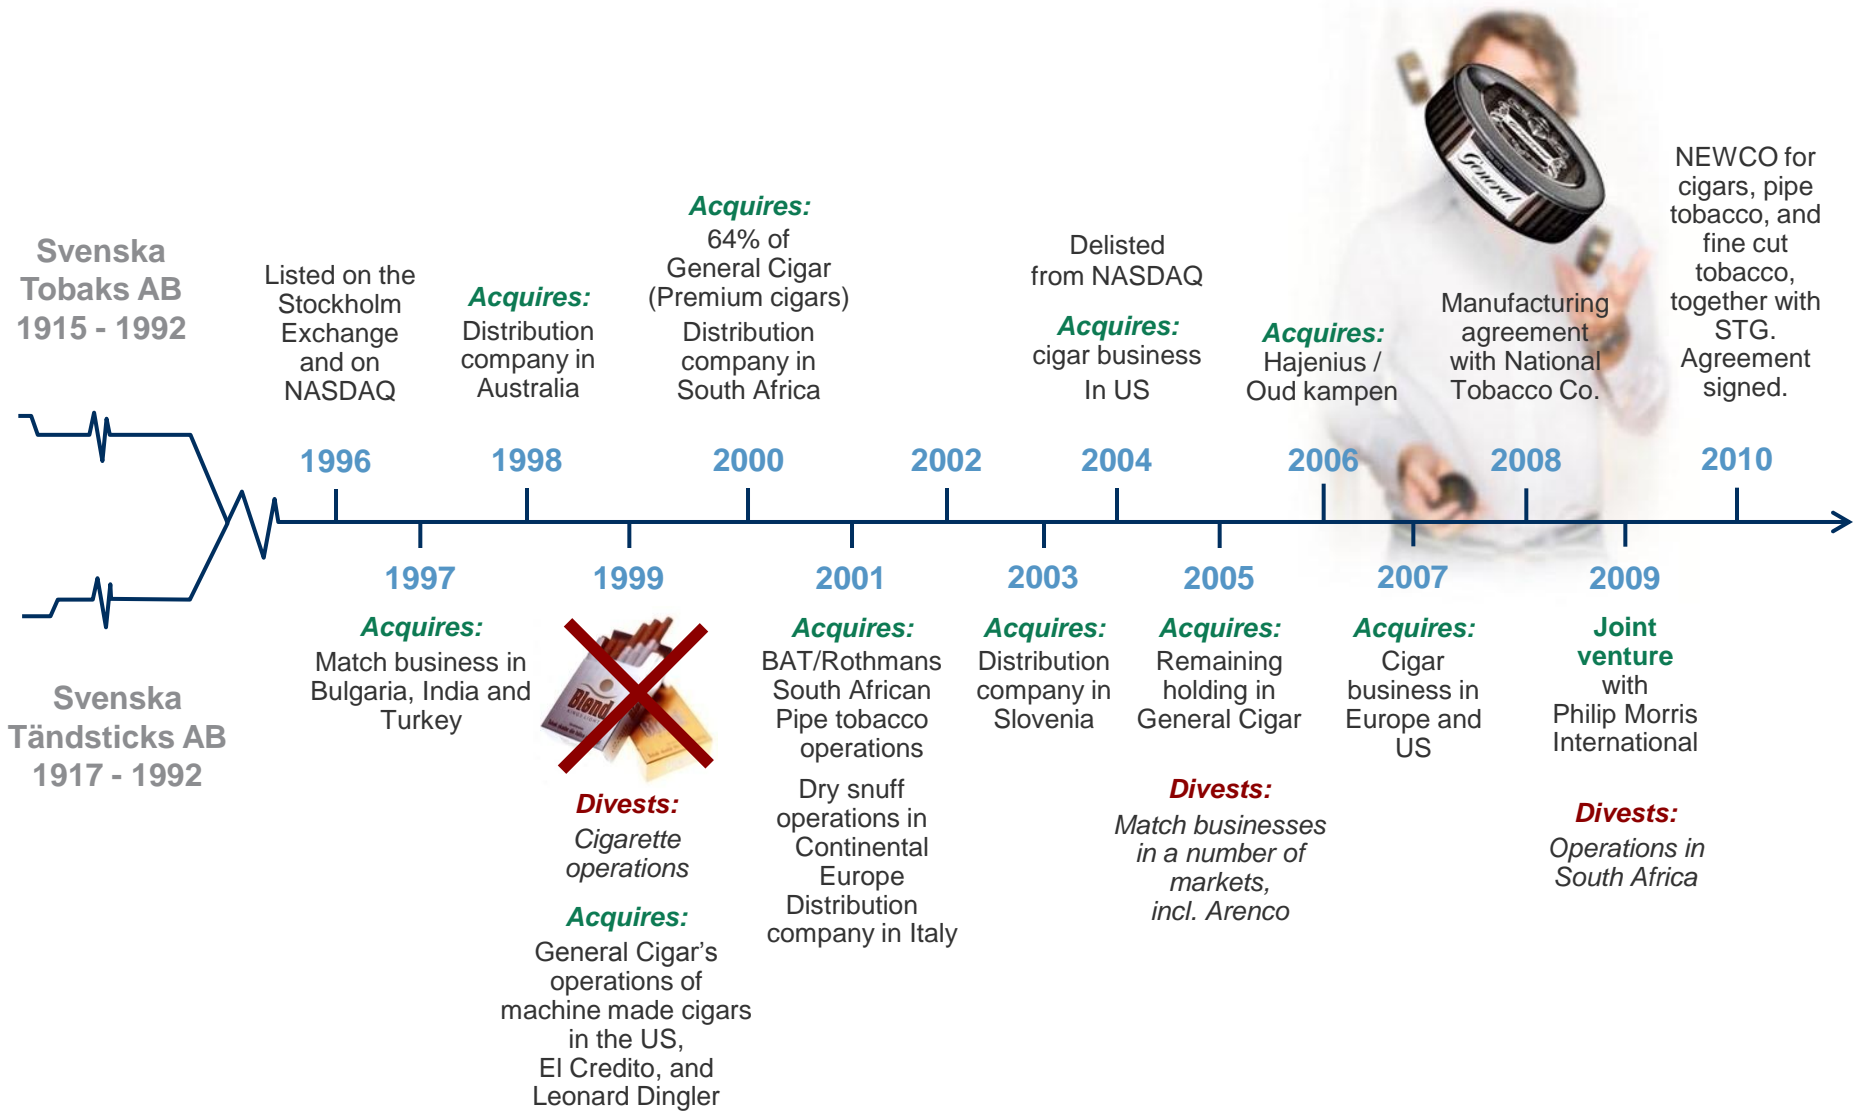 Svenska
Tobaks AB
1915 - 1992
Svenska
Tändsticks AB
1917 - 1992
Listed on the
Stockholm
Exchange
and on
NASDAQ
1996
1997
Acquires:
Match business in
Bulgaria, India and
Turkey
Acquires:
Distribution
company in
Australia
1998
1999
Blend
Divests:
Cigarette
operations
Acquires:
General Cigar's
operations of
machine made cigars
in the US,
El Credito, and
Leonard Dingler
Acquires:
64% of
General Cigar
(Premium cigars)
Distribution
company in
South Africa
2000
2001
Acquires:
BAT/Rothmans
South African
Pipe tobacco
operations
Dry snuff
operations in
Continental
Europe
Distribution
company in Italy
2002
2003
Acquires:
Distribution
company in
Slovenia
Delisted
from NASDAQ
Acquires:
cigar business
In US
2004
2005
Acquires:
Remaining
holding in
General Cigar
Divests:
Match businesses
in a number of
markets,
incl. Arenco
Acquires:
Hajenius /
Oud kampen
2006
2007
Acquires:
Cigar
business in
Europe and
US
General
Manufacturing
agreement
with National
Tobacco Co.
2008
2009
Joint
venture
with
Philip Morris
International
Divests:
Operations in
South Africa
NEWCO for
cigars, pipe
tobacco, and
fine cut
tobacco,
together with
STG.
Agreement
signed.
2010